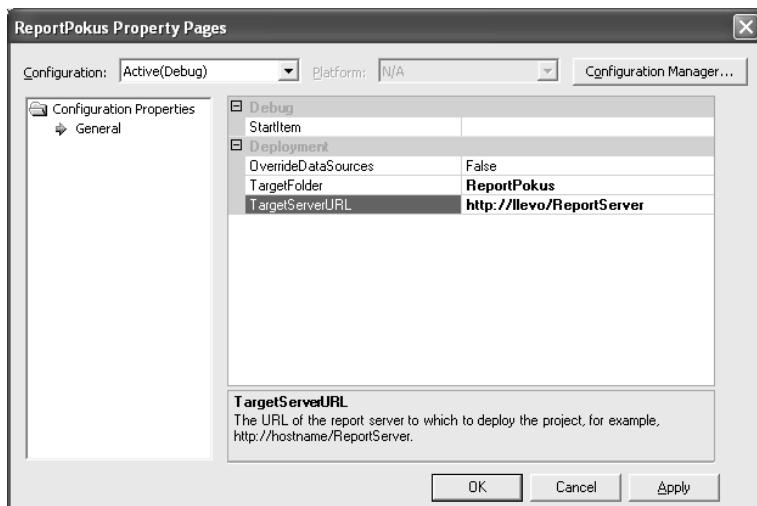 ReportPokus Property Pages
Configuration: Active(Debug) Platform: N/A Configuration Manager...
Configuration Properties
General
Debug
StartItem
Deployment
OverrideDataSources False
TargetFolder ReportPokus
TargetServerURL http://llevo/ReportServer
TargetServerURL
The URL of the report server to which to deploy the project, for example,
http://hostname/ReportServer.
OK Cancel Apply